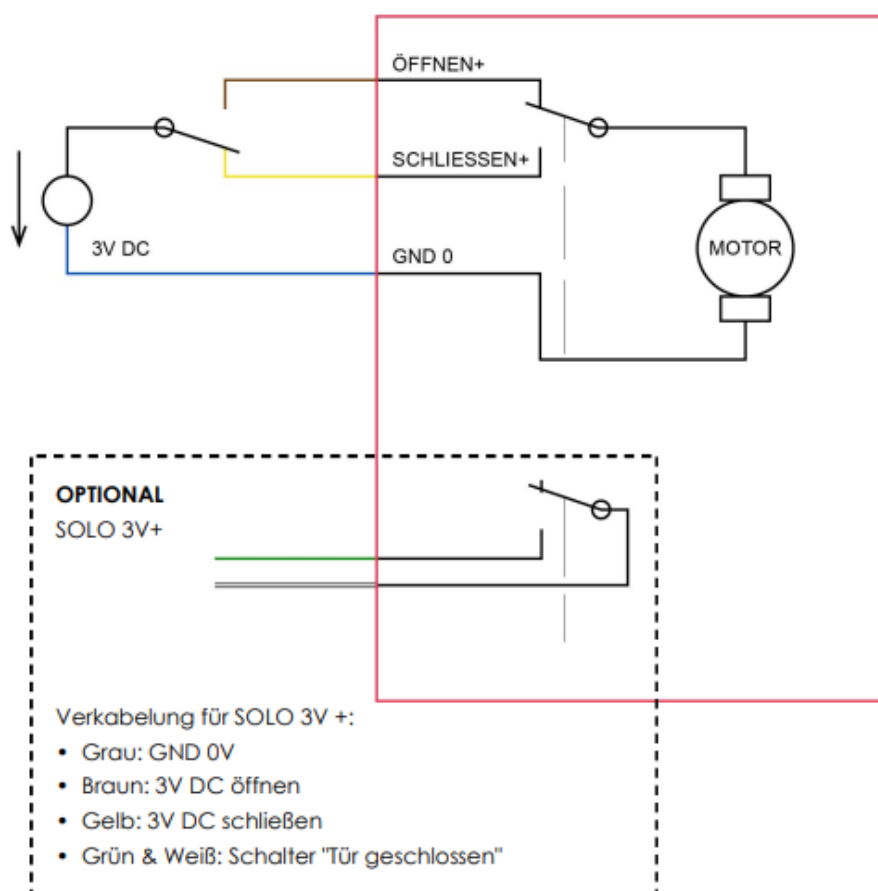 ÖFFNEN+
SCHLIESSEN+
3V DC
GND 0
MOTOR
OPTIONAL
SOLO 3V+
Verkabelung für SOLO 3V +:
• Grau: GND 0V
• Braun: 3V DC öffnen
• Gelb: 3V DC schließen
• Grün & Weiß: Schalter "Tür geschlossen"